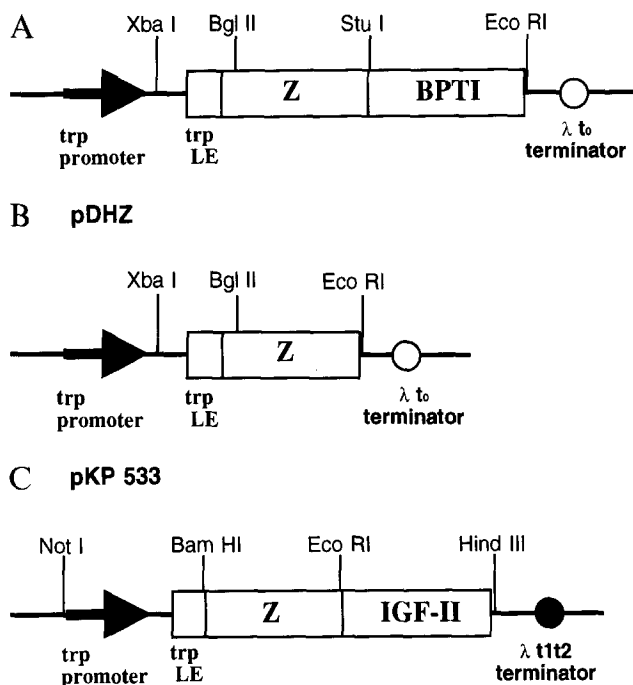 A
Xba I Bgl II Stu I Eco RI
Z BPTI
trp promoter
trp LE
λ t₀ terminator
B pDHZ
Xba I Bgl II Eco RI
Z
trp promoter
trp LE
λ t₀ terminator
C pKP 533
Not I Bam HI Eco RI Hind III
Z IGF-II
trp promoter
trp LE
λ t1t2 terminator